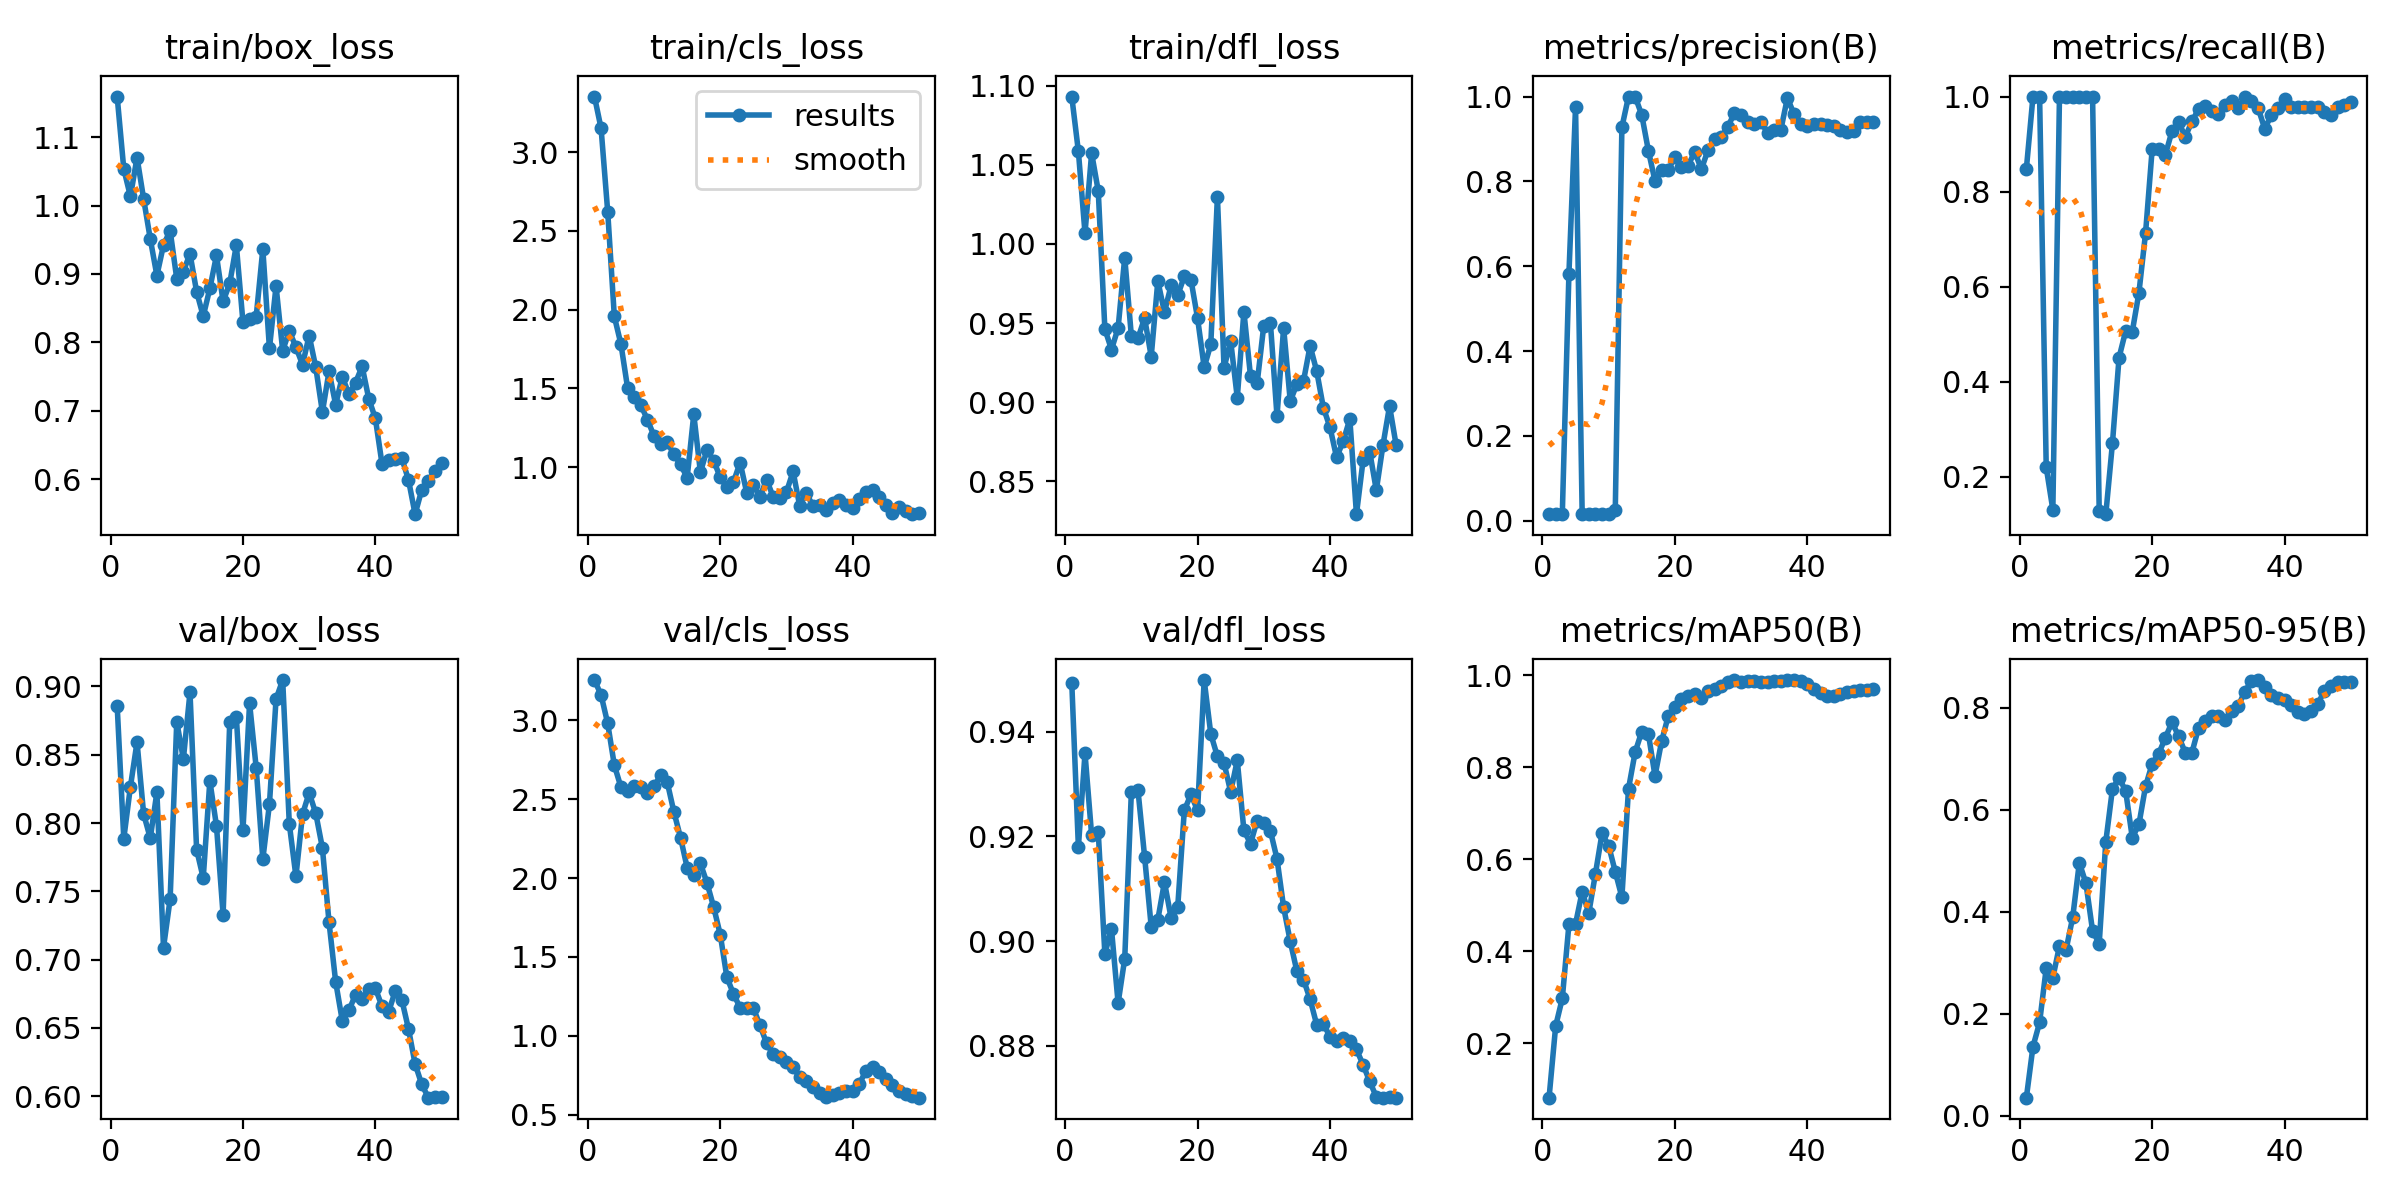 train/box_loss
1.1
1.0
0.9
0.8
0.7
0.6
0 20 40
train/cls_loss
results
smooth
3.0
2.5
2.0
1.5
1.0
0 20 40
train/dfl_loss
1.10
1.05
1.00
0.95
0.90
0.85
0 20 40
metrics/precision(B)
1.0
0.8
0.6
0.4
0.2
0.0
0 20 40
metrics/recall(B)
1.0
0.8
0.6
0.4
0.2
0 20 40
val/box_loss
0.90
0.85
0.80
0.75
0.70
0.65
0.60
0 20 40
val/cls_loss
3.0
2.5
2.0
1.5
1.0
0.5
0 20 40
val/dfl_loss
0.94
0.92
0.90
0.88
0 20 40
metrics/mAP50(B)
1.0
0.8
0.6
0.4
0.2
0 20 40
metrics/mAP50-95(B)
0.8
0.6
0.4
0.2
0.0
0 20 40